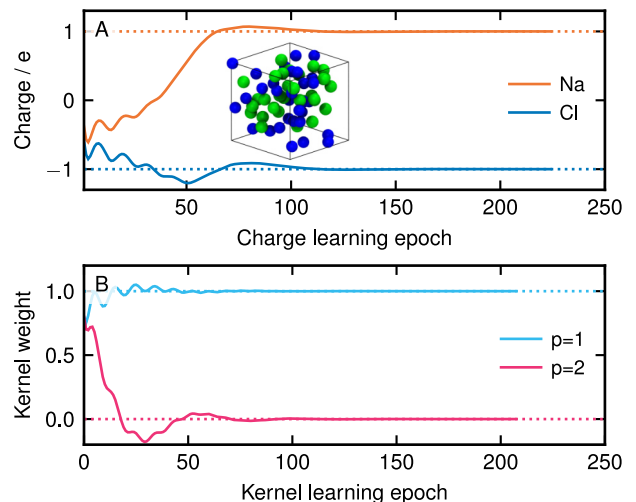 A
1
0
−1
Charge / e
Na
Cl
50
100
150
200
250
Charge learning epoch
B
1.0
0.5
0.0
Kernel weight
p=1
p=2
0
50
100
150
200
250
Kernel learning epoch